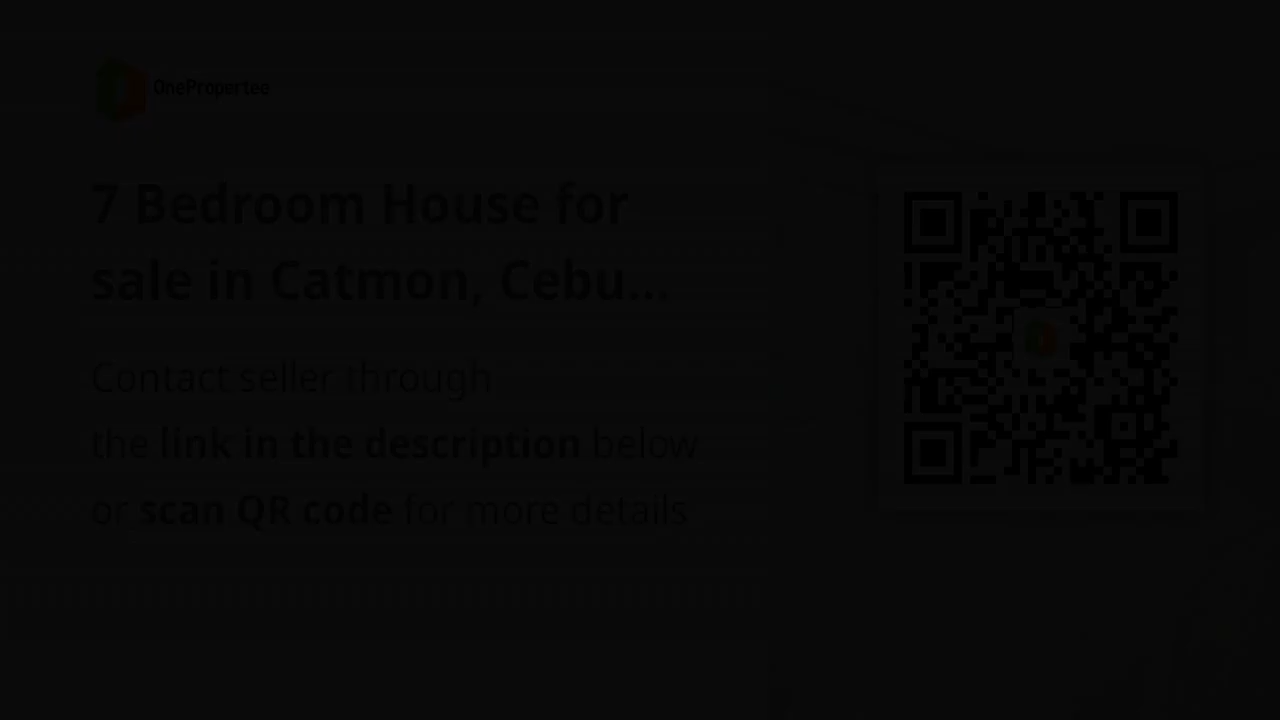 OnePropertee
7 Bedroom House for
sale in Catmon, Cebu...
Contact seller through
the link in the description below
or scan QR code for more details